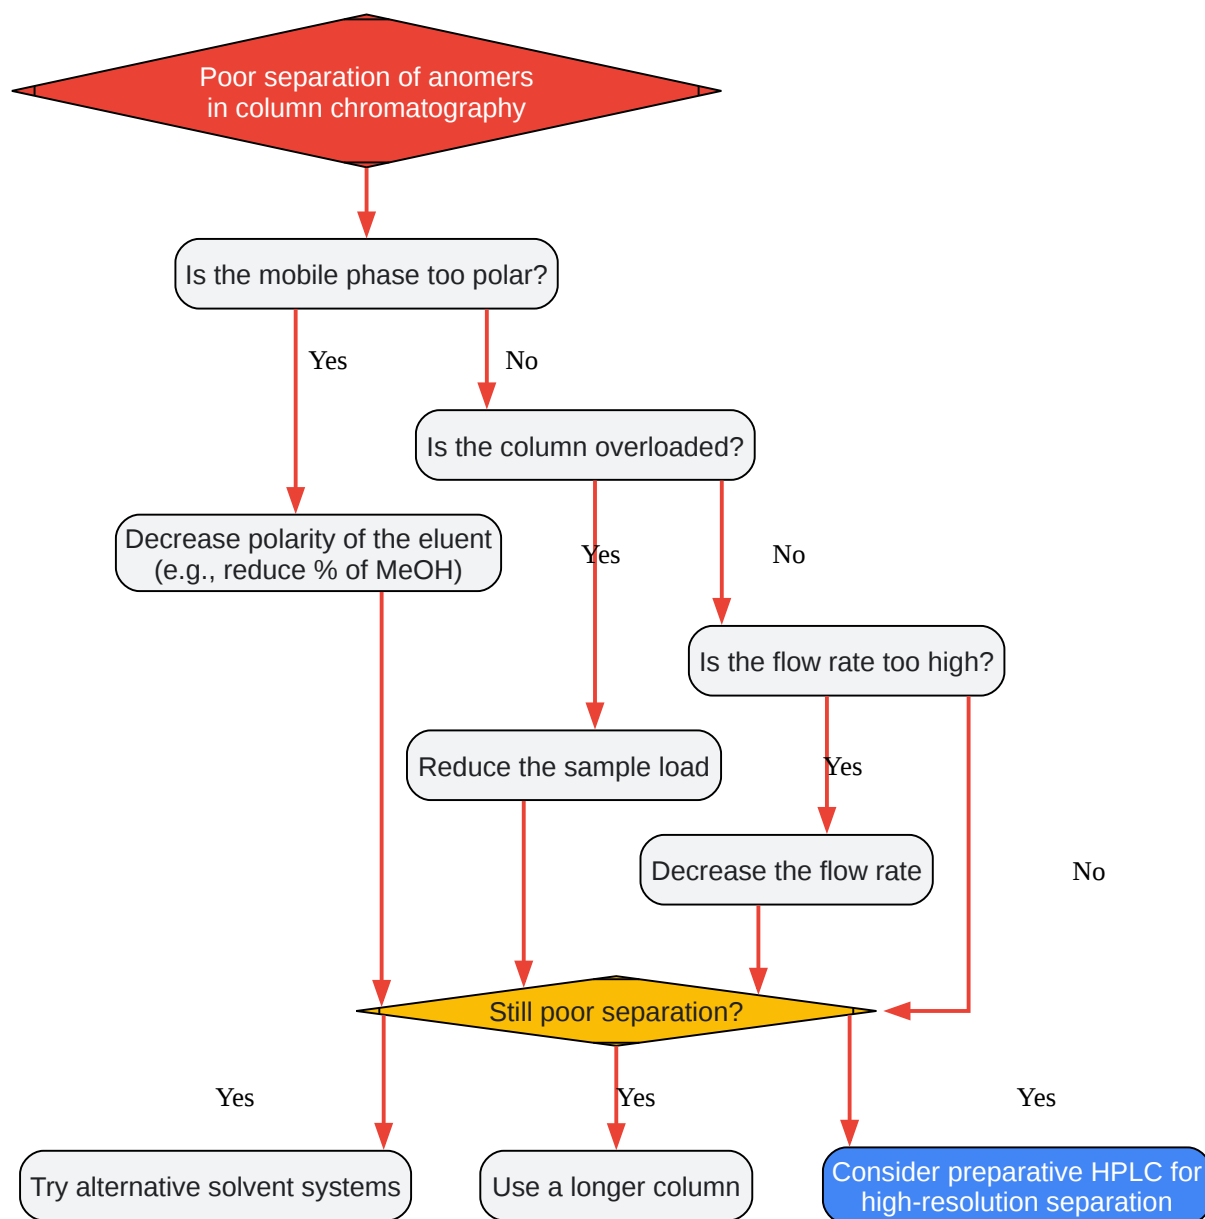 Poor separation of anomers
in column chromatography
Is the mobile phase too polar?
Yes
No
Is the column overloaded?
Decrease polarity of the eluent
(e.g., reduce % of MeOH)
Yes
No
Is the flow rate too high?
Reduce the sample load
Yes
Decrease the flow rate
No
Still poor separation?
Yes
Yes
Yes
Try alternative solvent systems
Use a longer column
Consider preparative HPLC for
high-resolution separation